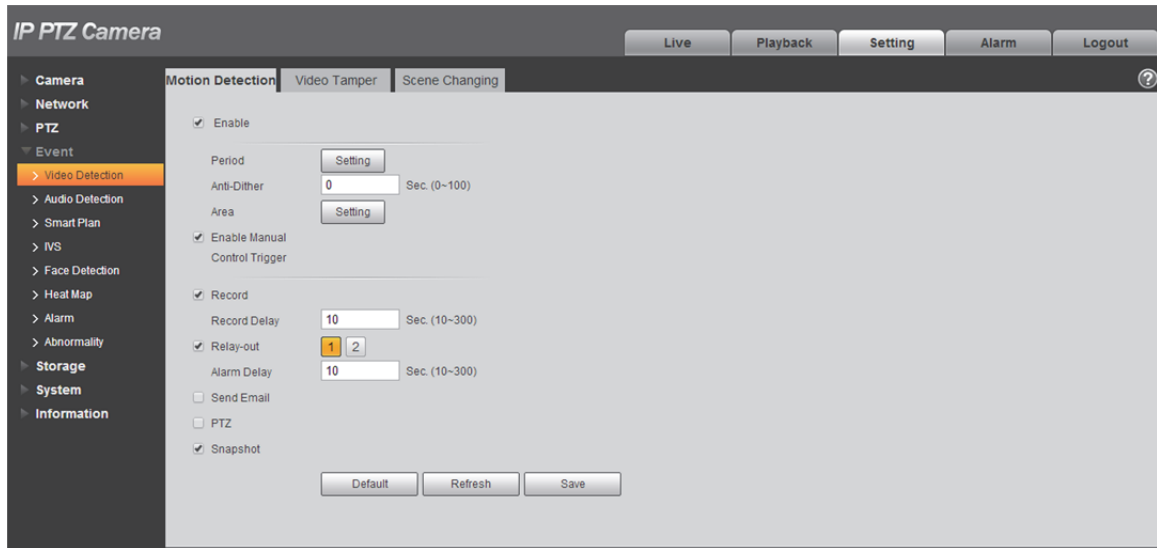 IP PTZ Camera
Live
Playback
Setting
Alarm
Logout
Camera
Network
PTZ
Event
Video Detection
Audio Detection
Smart Plan
IVS
Face Detection
Heat Map
Alarm
Abnormality
Storage
System
Information
Motion Detection
Video Tamper
Scene Changing
?
Enable
Period Setting
Anti-Dither 0 Sec. (0~100)
Area Setting
Enable Manual
Control Trigger
Record
Record Delay 10 Sec. (10~300)
Relay-out 1 2
Alarm Delay 10 Sec. (10~300)
Send Email
PTZ
Snapshot
Default Refresh Save